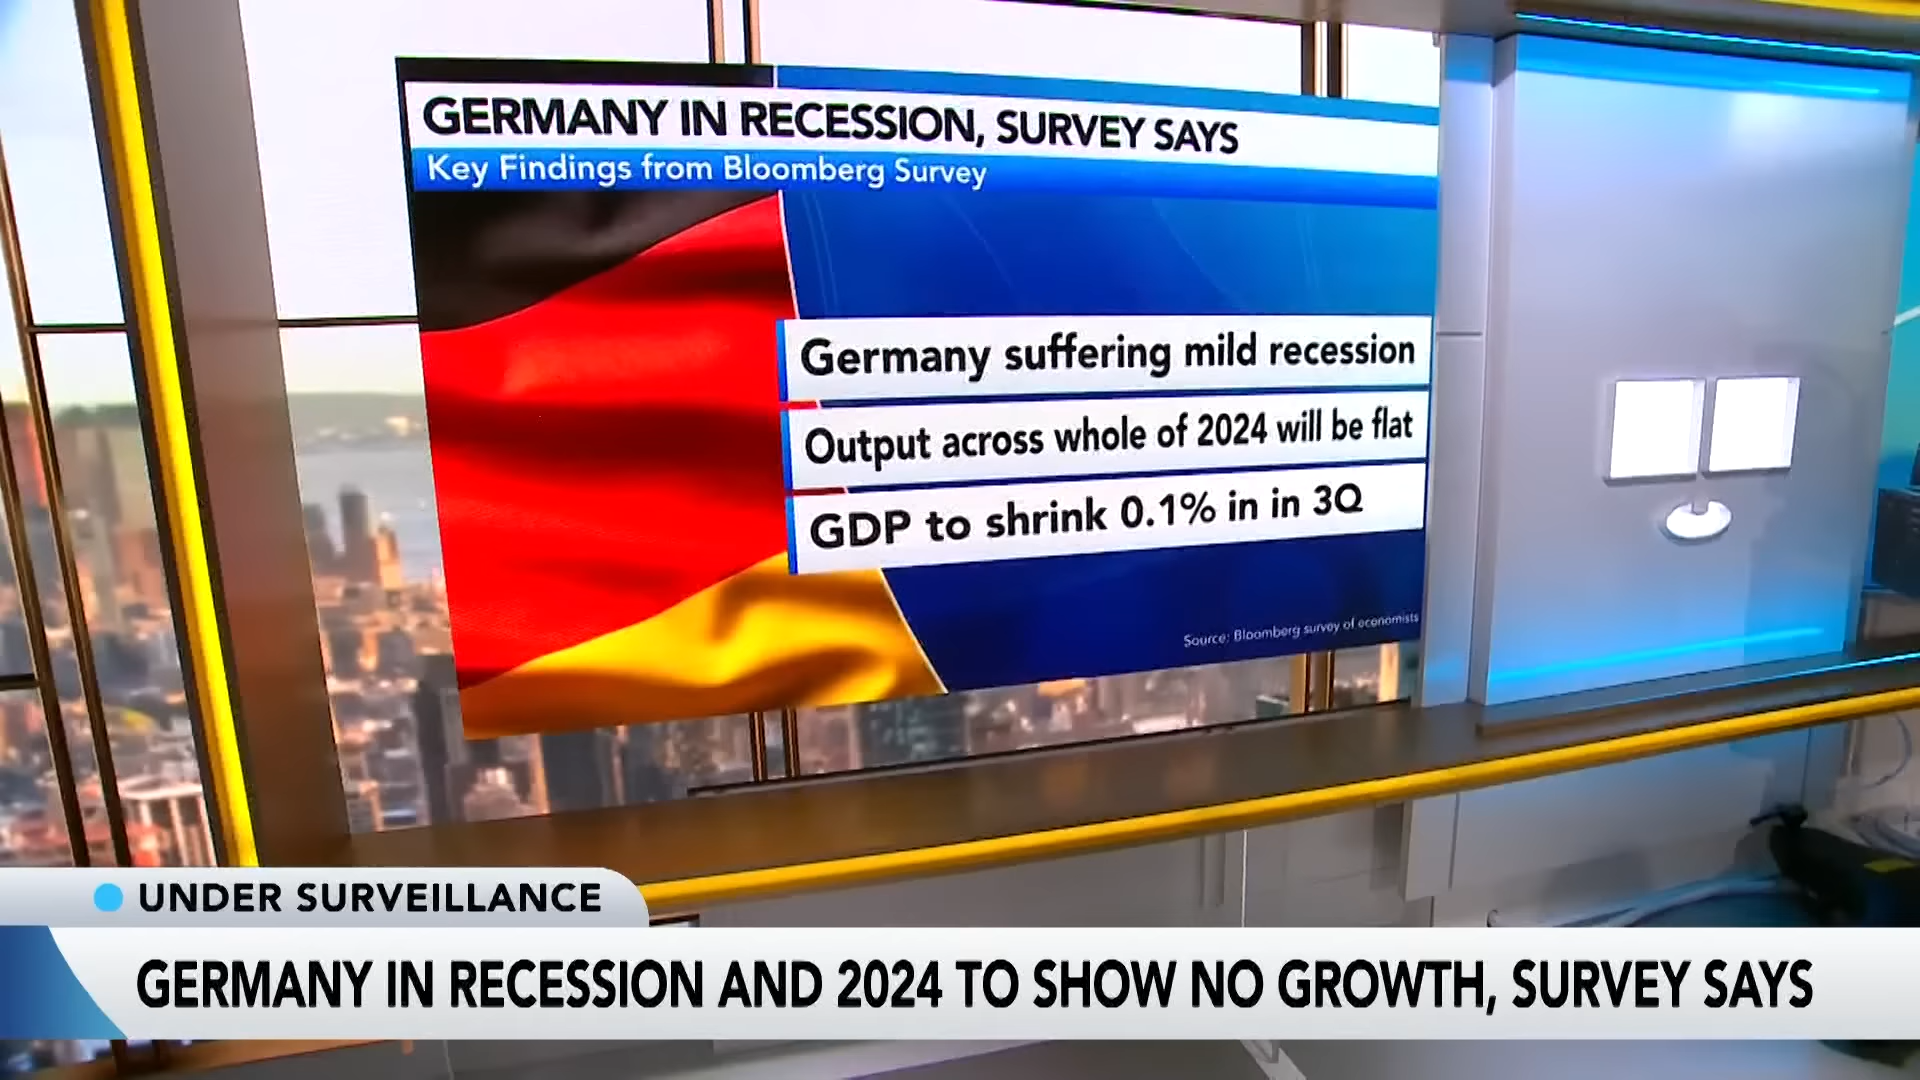 GERMANY IN RECESSION, SURVEY SAYS
Key Findings from Bloomberg Survey
Germany suffering mild recession
Output across whole of 2024 will be flat
GDP to shrink 0.1% in in 3Q
Source: Bloomberg survey of economists
UNDER SURVEILLANCE
GERMANY IN RECESSION AND 2024 TO SHOW NO GROWTH, SURVEY SAYS